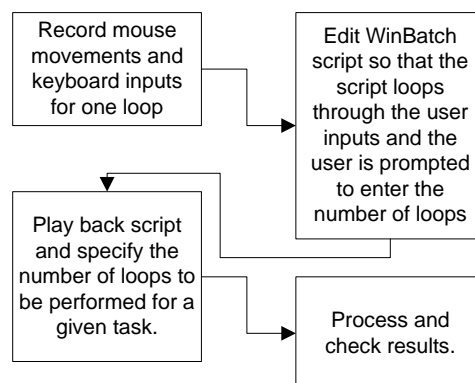 Record mouse
movements and
keyboard inputs
for one loop
Edit WinBatch
script so that the
script loops
through the user
inputs and the
user is prompted
to enter the
number of loops
Play back script
and specify the
number of loops to
be performed for a
given task.
Process and
check results.